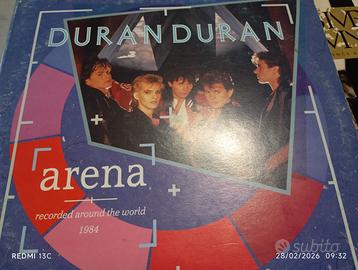 DURAN DURAN
arena
recorded around the world
1984
REDMI 13C
subito
28/02/2026 09:32